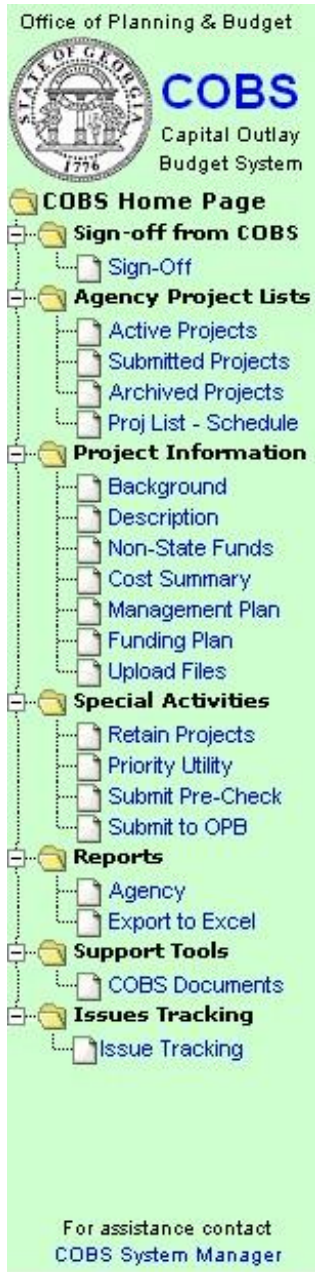 Office of Planning & Budget
STATE OF GEORGIA
1776
COBS
Capital Outlay
Budget System
COBS Home Page
Sign-off from COBS
Sign-Off
Agency Project Lists
Active Projects
Submitted Projects
Archived Projects
Proj List - Schedule
Project Information
Background
Description
Non-State Funds
Cost Summary
Management Plan
Funding Plan
Upload Files
Special Activities
Retain Projects
Priority Utility
Submit Pre-Check
Submit to OPB
Reports
Agency
Export to Excel
Support Tools
COBS Documents
Issues Tracking
Issue Tracking
For assistance contact
COBS System Manager